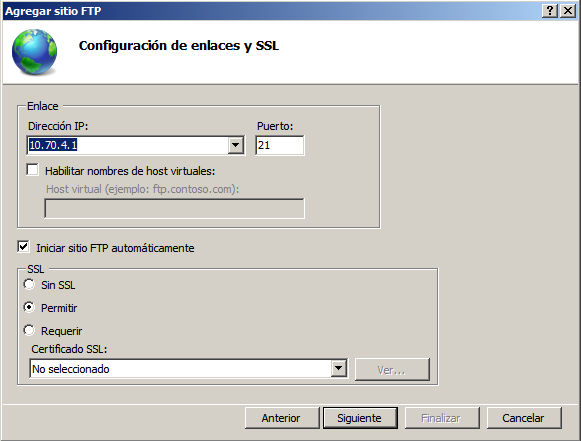 Agregar sitio FTP
Configuración de enlaces y SSL
Enlace
Dirección IP: Puerto:
10.70.4.1 21
Habilitar nombres de host virtuales:
Host virtual (ejemplo: ftp.contoso.com):
Iniciar sitio FTP automáticamente
SSL
Sin SSL
Permitir
Requerir
Certificado SSL:
No seleccionado Ver...
Anterior Siguiente Finalizar Cancelar